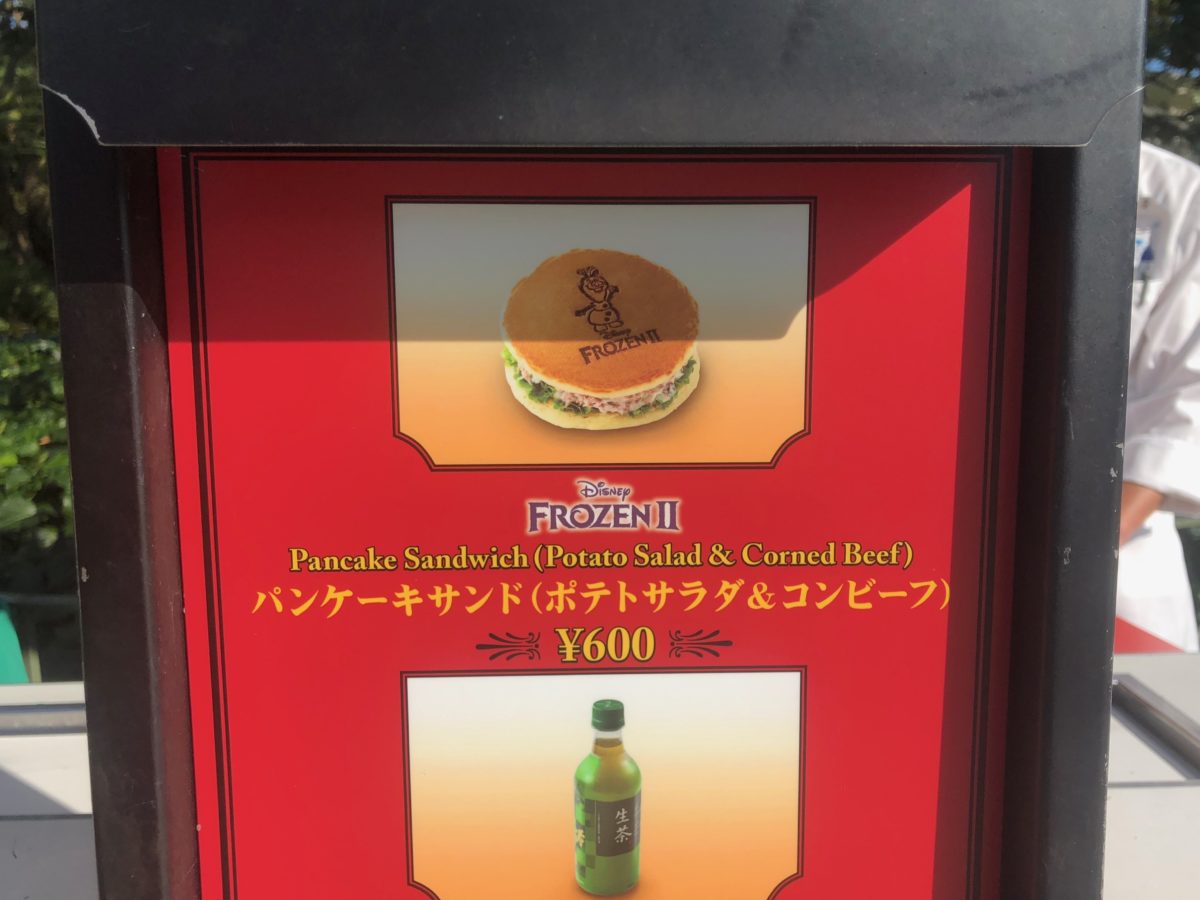 Disney
FROZEN II
Disney
FROZEN II
Pancake Sandwich (Potato Salad & Corned Beef)
パンケーキサンド(ポテトサラダ&コンビーフ)
¥600
生茶